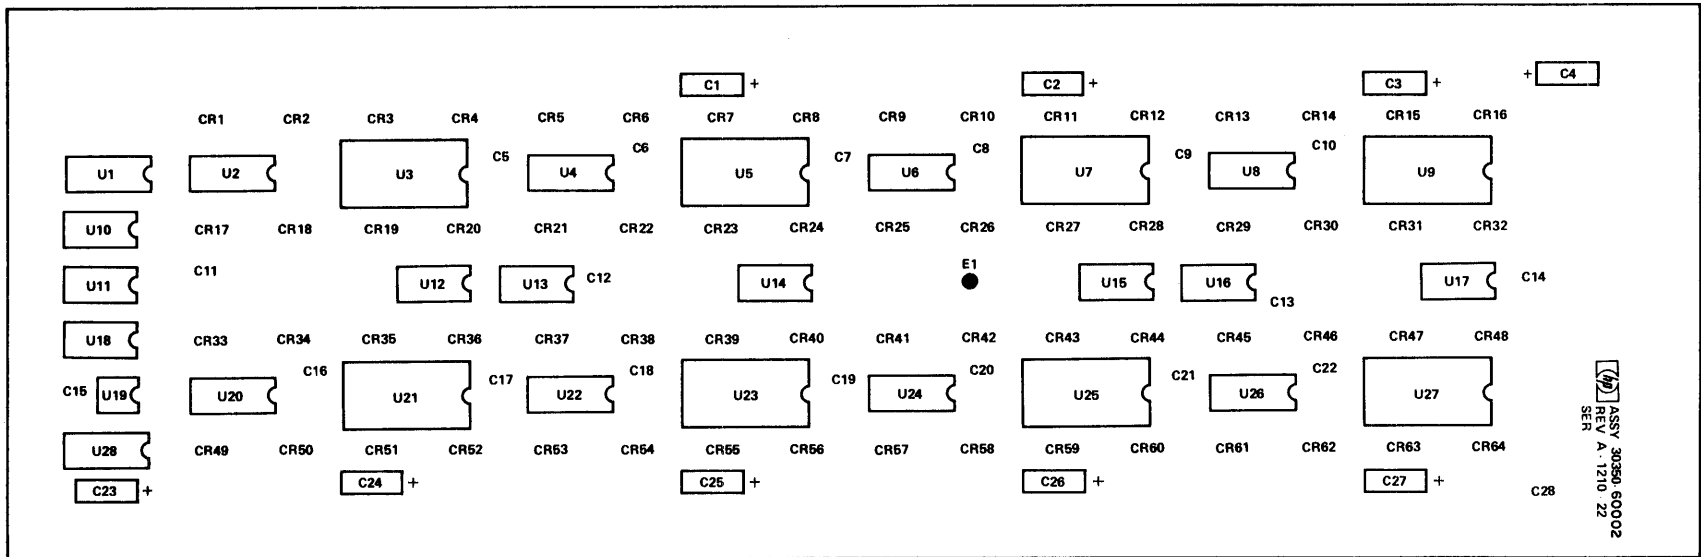 C1 + C2 + C3 + + C4
CR1 CR2 CR3 CR4 CR5 CR6 CR7 CR8 CR9 CR10 CR11 CR12 CR13 CR14 CR15 CR16
U1 U2 U3 C5 U4 C6 U5 C7 U6 C8 U7 C9 U8 C10 U9
U10 CR17 CR18 CR19 CR20 CR21 CR22 CR23 CR24 CR25 CR26 CR27 CR28 CR29 CR30 CR31 CR32
E1
U11 C11 U12 U13 C12 U14 U15 U16 C13 U17 C14
U18 CR33 CR34 CR35 CR36 CR37 CR38 CR39 CR40 CR41 CR42 CR43 CR44 CR45 CR46 CR47 CR48
C15 U19 U20 C16 U21 C17 U22 C18 U23 C19 U24 C20 U25 C21 U26 C22 U27
U28 CR49 CR50 CR51 CR52 CR53 CR54 CR55 CR56 CR57 CR58 CR59 CR60 CR61 CR62 CR63 CR64
C23 + C24 + C25 + C26 + C27 + C28
hp
ASSY 30350-60002
REV A-1210-22
SER